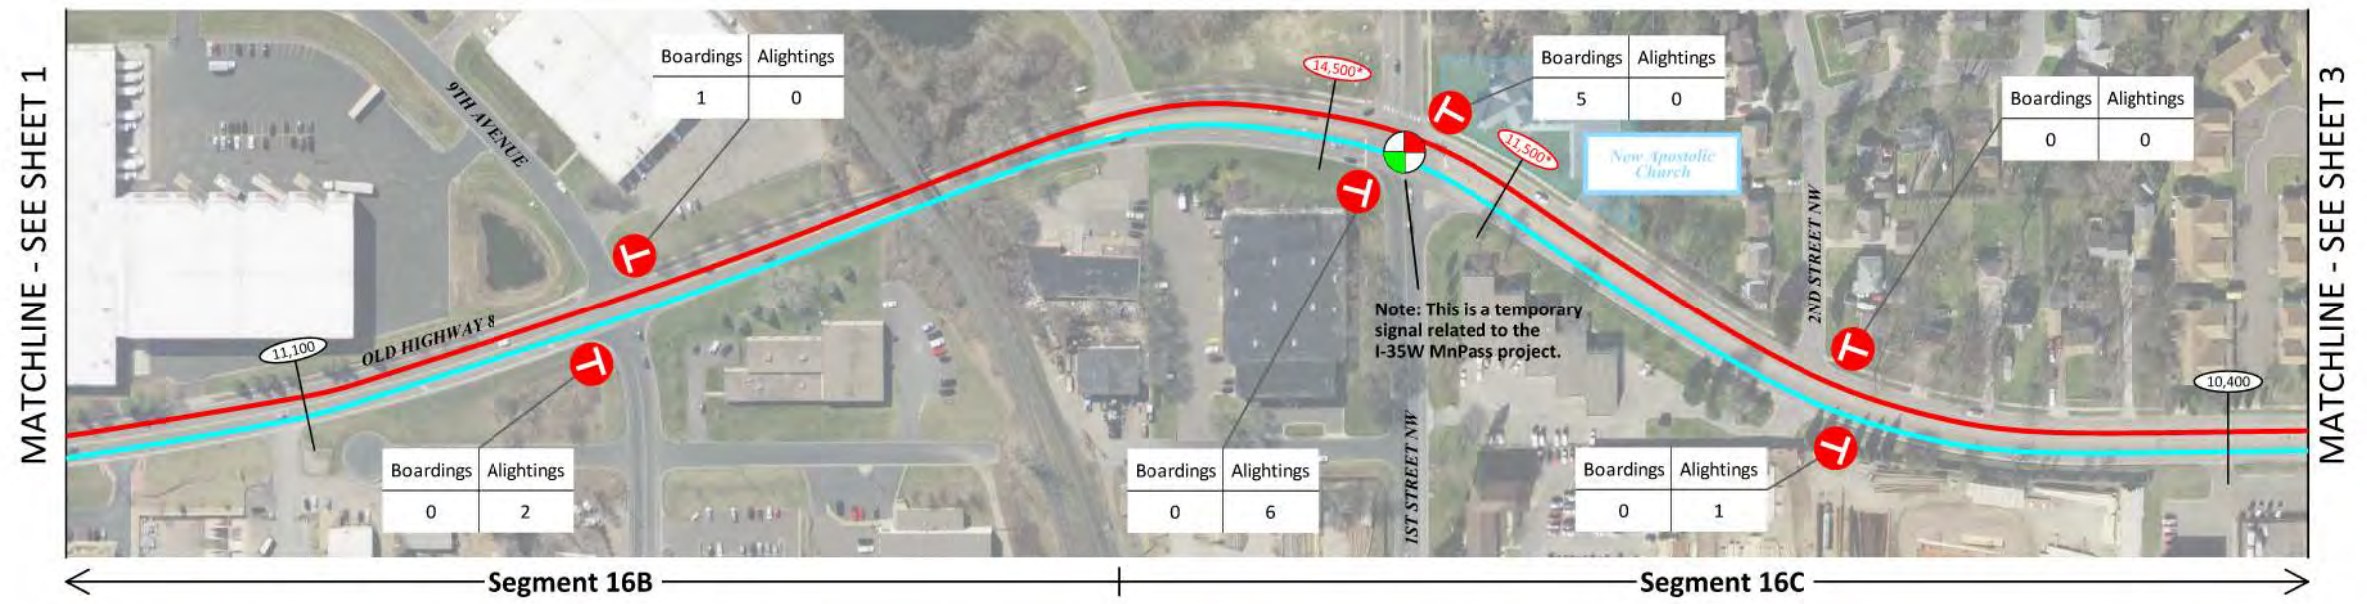 MATCHLINE - SEE SHEET 1
9TH AVENUE
Boardings Alightings
1 0
14,500*
Boardings Alightings
5 0
11,500*
New Apostolic
Church
Boardings Alightings
0 0
2ND STREET NW
MATCHLINE - SEE SHEET 3
11,100
OLD HIGHWAY 8
Note: This is a temporary
signal related to the
I-35W MnPass project.
10,400
Boardings Alightings
0 2
Boardings Alightings
0 6
1ST STREET NW
Boardings Alightings
0 1
Segment 16B
Segment 16C